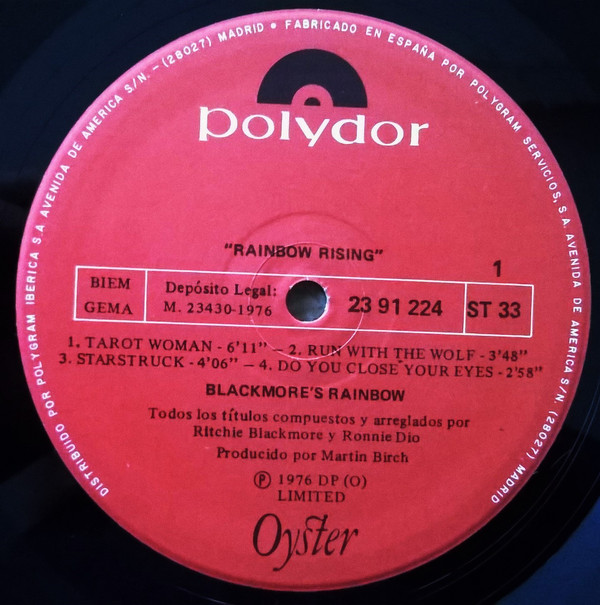 DISTRIBUIDO POR POLYGRAM IBERICA S.A AVENIDA DE AMERICA S/N. - (28027) MADRID • FABRICADO EN ESPAÑA POR POLYGRAM SERVICIOS, S.A. AVENIDA DE AMERICA S/N. (28027) MADRID
polydor
"RAINBOW RISING"
1
BIEM
GEMA
Depósito Legal:
M. 23430-1976
23 91 224
ST 33
1. TAROT WOMAN - 6'11" — 2. RUN WITH THE WOLF - 3'48"
3. STARSTRUCK - 4'06" — 4. DO YOU CLOSE YOUR EYES - 2'58"
BLACKMORE'S RAINBOW
Todos los títulos compuestos y arreglados por
Ritchie Blackmore y Ronnie Dio
Producido por Martin Birch
Ⓟ 1976 DP (O)
LIMITED
Oyster